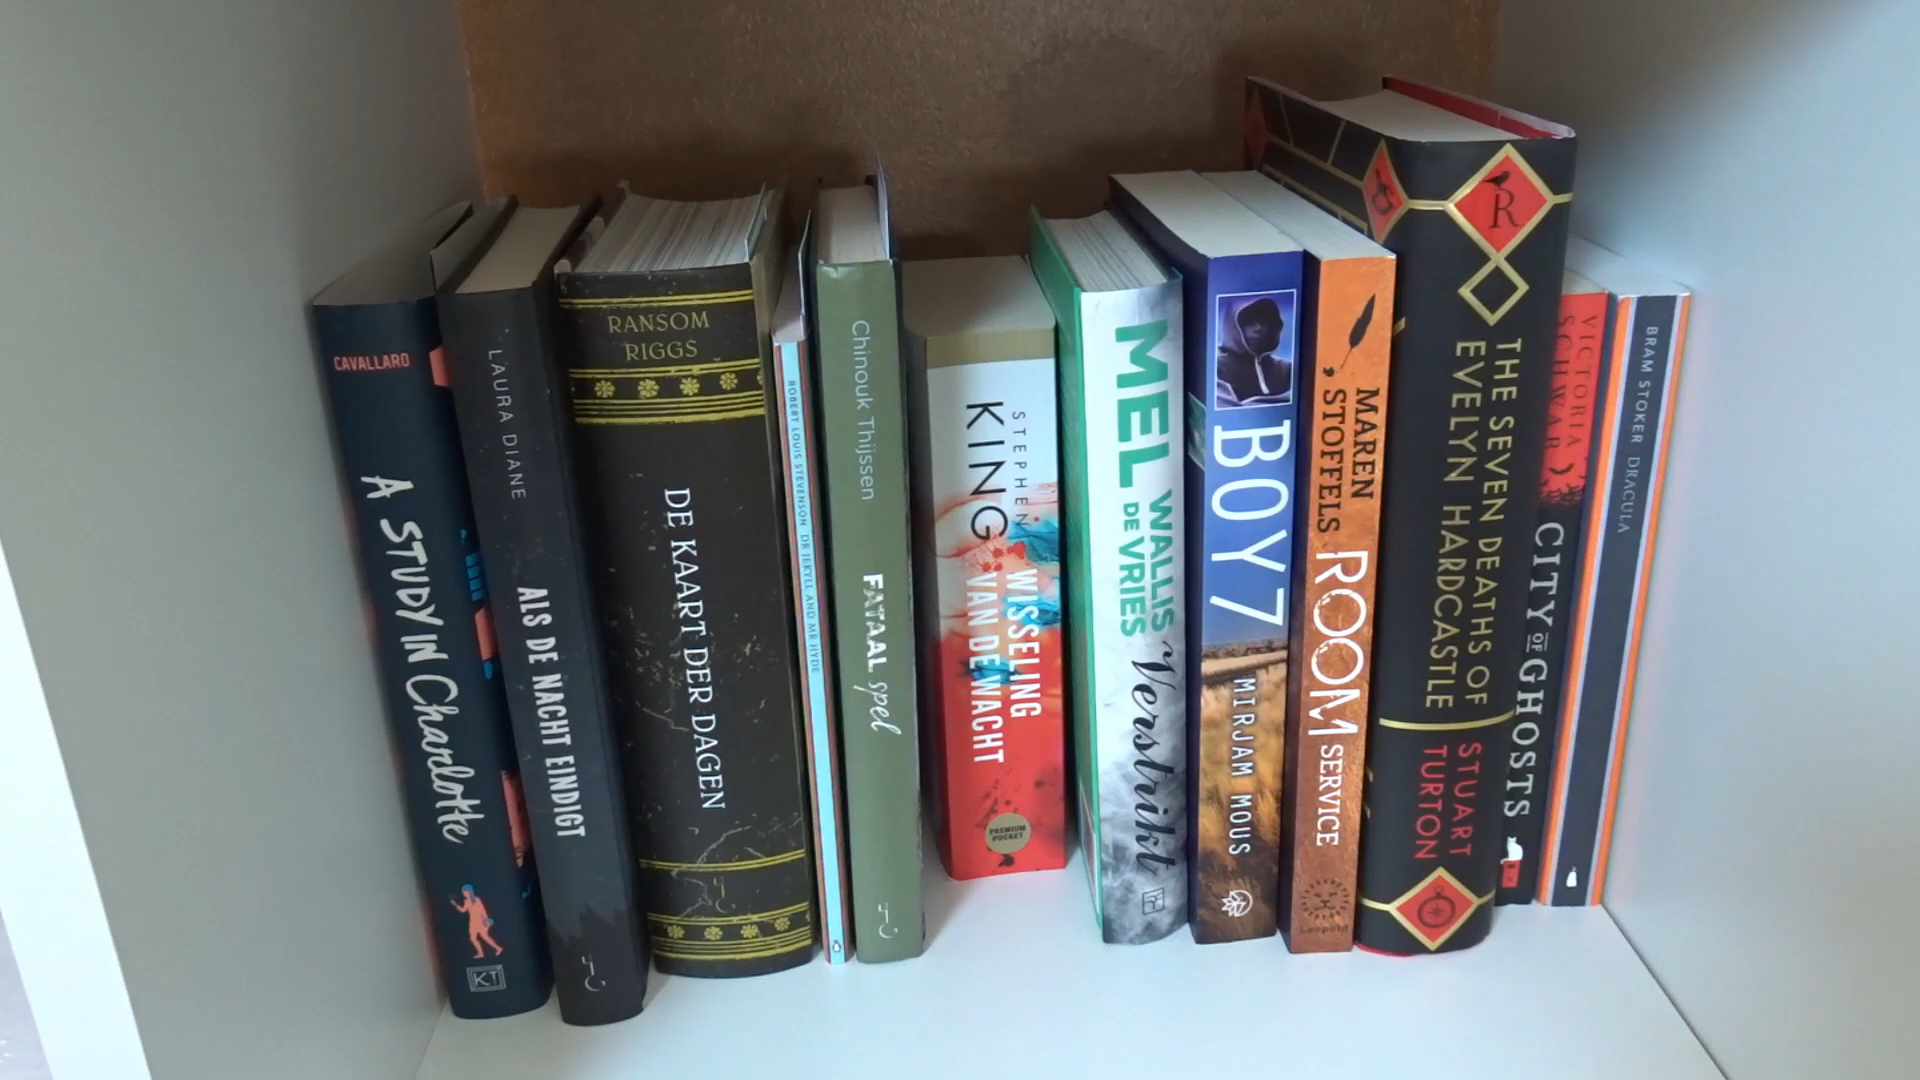 CAVALLARO
A STUDY IN Charlotte
KT
LAURA DIANE
ALS DE NACHT EINDIGT
RANSOM
RIGGS
DE KAART DER DAGEN
ROBERT LOUIS STEVENSON DR JEKYLL AND MR HYDE
Chinouk Thijssen
FATAAL spel
STEPHEN
KING
WISSELING
VAN DE WACHT
PREMIUM
POCKET
MEL
WALLIS
DE VRIES
Verstrikt
BOY 7
MIRJAM MOUS
MAREN
STOFFELS
ROOM SERVICE
Leopold
R
THE SEVEN DEATHS OF
EVELYN HARDCASTLE
STUART
TURTON
VICTORIA
SCHWAB
CITY OF GHOSTS
BRAM STOKER DRACULA